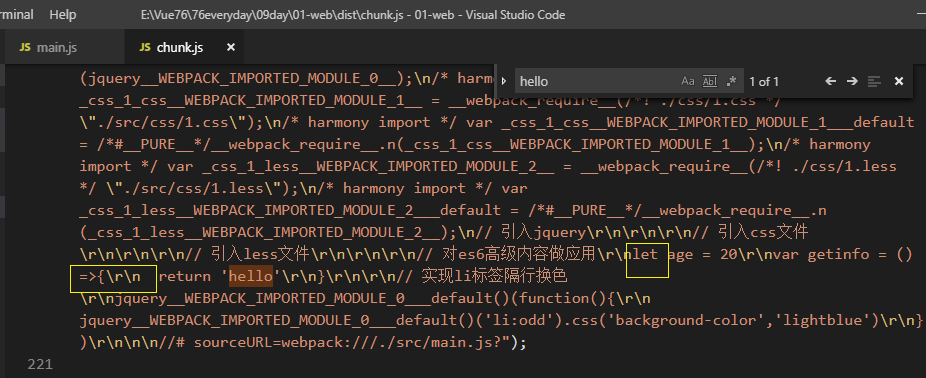 rminal Help E:\Vue76\76everyday\09day\01-web\dist\chunk.js - 01-web - Visual Studio Code
JS main.js JS chunk.js ×
hello Aa Abl .* 1 of 1
(jquery__WEBPACK_IMPORTED_MODULE_0__);\n/* harmo
_css_1_css__WEBPACK_IMPORTED_MODULE_1__ = __webpack_require__(/*! ./css/1.css */
\"./src/css/1.css\");\n/* harmony import */ var _css_1_css__WEBPACK_IMPORTED_MODULE_1___default
= /*#__PURE__*/__webpack_require__.n(_css_1_css__WEBPACK_IMPORTED_MODULE_1__);\n/* harmony
import */ var _css_1_less__WEBPACK_IMPORTED_MODULE_2__ = __webpack_require__(/*! ./css/1.less
*/ \"./src/css/1.less\");\n/* harmony import */ var
_css_1_less__WEBPACK_IMPORTED_MODULE_2___default = /*#__PURE__*/__webpack_require__.n
(_css_1_less__WEBPACK_IMPORTED_MODULE_2__);\n// 引入jquery\r\n\r\n\r\n// 引入css文件
\r\n\r\n\r\n// 引入less文件\r\n\r\n\r\n// 对es6高级内容做应用\r\nlet age = 20\r\nvar getinfo = ()
=>{\r\n return 'hello'\r\n}\r\n\r\n// 实现li标签隔行换色
\r\njquery__WEBPACK_IMPORTED_MODULE_0___default()(function(){\r\n
jquery__WEBPACK_IMPORTED_MODULE_0___default()('li:odd').css('background-color','lightblue')\r\n}
)\r\n\n\n//# sourceURL=webpack:///./src/main.js?");
221